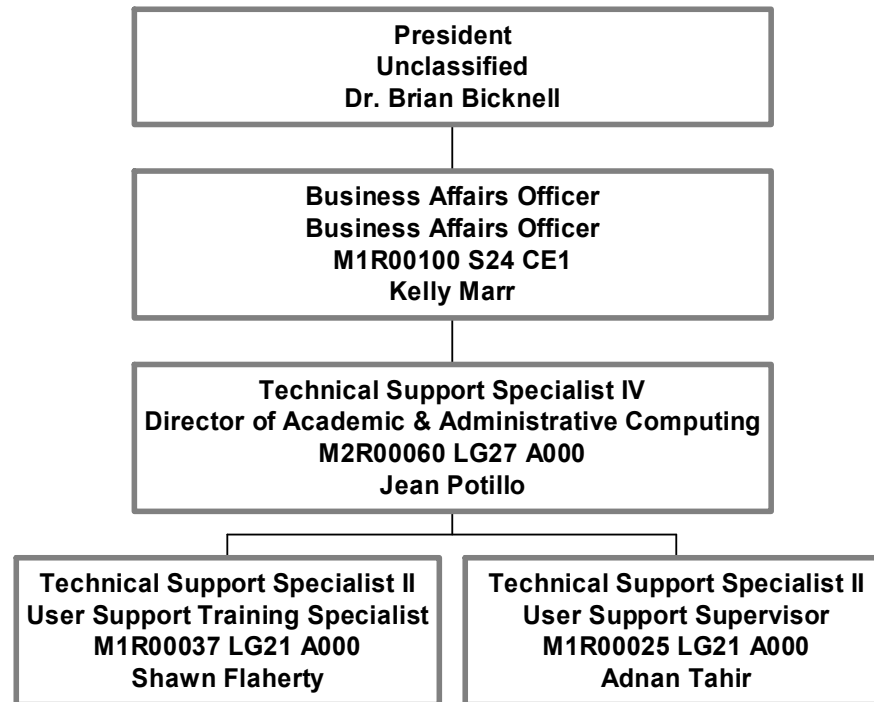 President
Unclassified
Dr. Brian Bicknell
Business Affairs Officer
Business Affairs Officer
M1R00100 S24 CE1
Kelly Marr
Technical Support Specialist IV
Director of Academic & Administrative Computing
M2R00060 LG27 A000
Jean Potillo
Technical Support Specialist II
User Support Training Specialist
M1R00037 LG21 A000
Shawn Flaherty
Technical Support Specialist II
User Support Supervisor
M1R00025 LG21 A000
Adnan Tahir